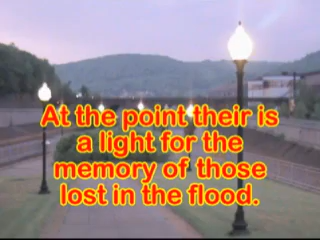 At the point their is
a light for the
memory of those
lost in the flood.